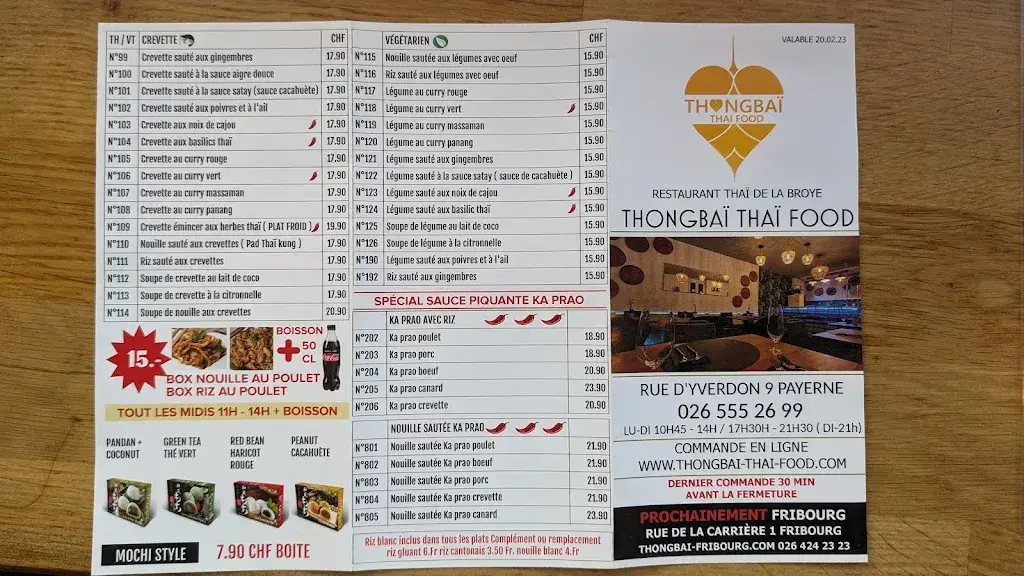 TH / VT CREVETTE CHF
N°99 Crevette sauté aux gingembres 17.90
N°100 Crevette sauté à la sauce aigre douce 17.90
N°101 Crevette sauté à la sauce satay (sauce cacahuète) 17.90
N°102 Crevette sauté aux poivres et à l'ail 17.90
N°103 Crevette aux noix de cajou 17.90
N°104 Crevette aux basilics thaï 17.90
N°105 Crevette au curry rouge 17.90
N°106 Crevette au curry vert 17.90
N°107 Crevette au curry massaman 17.90
N°108 Crevette au curry panang 17.90
N°109 Crevette émincer aux herbes thaï ( PLAT FROID ) 19.90
N°110 Nouille sauté aux crevettes ( Pad Thaï kung ) 17.90
N°111 Riz sauté aux crevettes 17.90
N°112 Soupe de crevette au lait de coco 17.90
N°113 Soupe de crevette à la citronnelle 17.90
N°114 Soupe de nouille aux crevettes 20.90
15.-
BOISSON
+ 50
CL
BOX NOUILLE AU POULET
BOX RIZ AU POULET
TOUT LES MIDIS 11H - 14H + BOISSON
PANDAN +
COCONUT
GREEN TEA
THÉ VERT
RED BEAN
HARICOT
ROUGE
PEANUT
CACAHUÈTE
MOCHI STYLE 7.90 CHF BOITE
VÉGÉTARIEN CHF
N°115 Nouille sautée aux légumes avec oeuf 15.90
N°116 Riz sauté aux légumes avec oeuf 15.90
N°117 Légume au curry rouge 15.90
N°118 Légume au curry vert 15.90
N°119 Légume au curry massaman 15.90
N°120 Légume au curry panang 15.90
N°121 Légume sauté aux gingembres 15.90
N°122 Légume sauté à la sauce satay ( sauce de cacahuète ) 15.90
N°123 Légume sauté aux noix de cajou 15.90
N°124 Légume sauté aux basilic thaï 15.90
N°125 Soupe de légume au lait de coco 15.90
N°126 Soupe de légume à la citronnelle 15.90
N°190 Légume sauté aux poivres et à l'ail 15.90
N°192 Riz sauté aux gingembres 15.90
SPÉCIAL SAUCE PIQUANTE KA PRAO
KA PRAO AVEC RIZ
N°202 Ka prao poulet 18.90
N°203 Ka prao porc 18.90
N°204 Ka prao boeuf 20.90
N°205 Ka prao canard 23.90
N°206 Ka prao crevette 20.90
NOUILLE SAUTÉE KA PRAO
N°801 Nouille sautée Ka prao poulet 21.90
N°802 Nouille sautée Ka prao boeuf 21.90
N°803 Nouille sautée Ka prao porc 21.90
N°804 Nouille sautée Ka prao crevette 21.90
N°805 Nouille sautée Ka prao canard 23.90
Riz blanc inclus dans tous les plats Complément ou remplacement
riz gluant 6.Fr riz cantonais 3.50 Fr. nouille blanc 4.Fr
VALABLE 20.02.23
THONGBAÏ
THAI FOOD
RESTAURANT THAÏ DE LA BROYE
THONGBAÏ THAÏ FOOD
RUE D'YVERDON 9 PAYERNE
026 555 26 99
LU-DI 10H45 - 14H / 17H30H - 21H30 ( DI-21h)
COMMANDE EN LIGNE
WWW.THONGBAI-THAI-FOOD.COM
DERNIER COMMANDE 30 MIN
AVANT LA FERMETURE
PROCHAINEMENT FRIBOURG
RUE DE LA CARRIÈRE 1 FRIBOURG
THONGBAI-FRIBOURG.COM 026 424 23 23